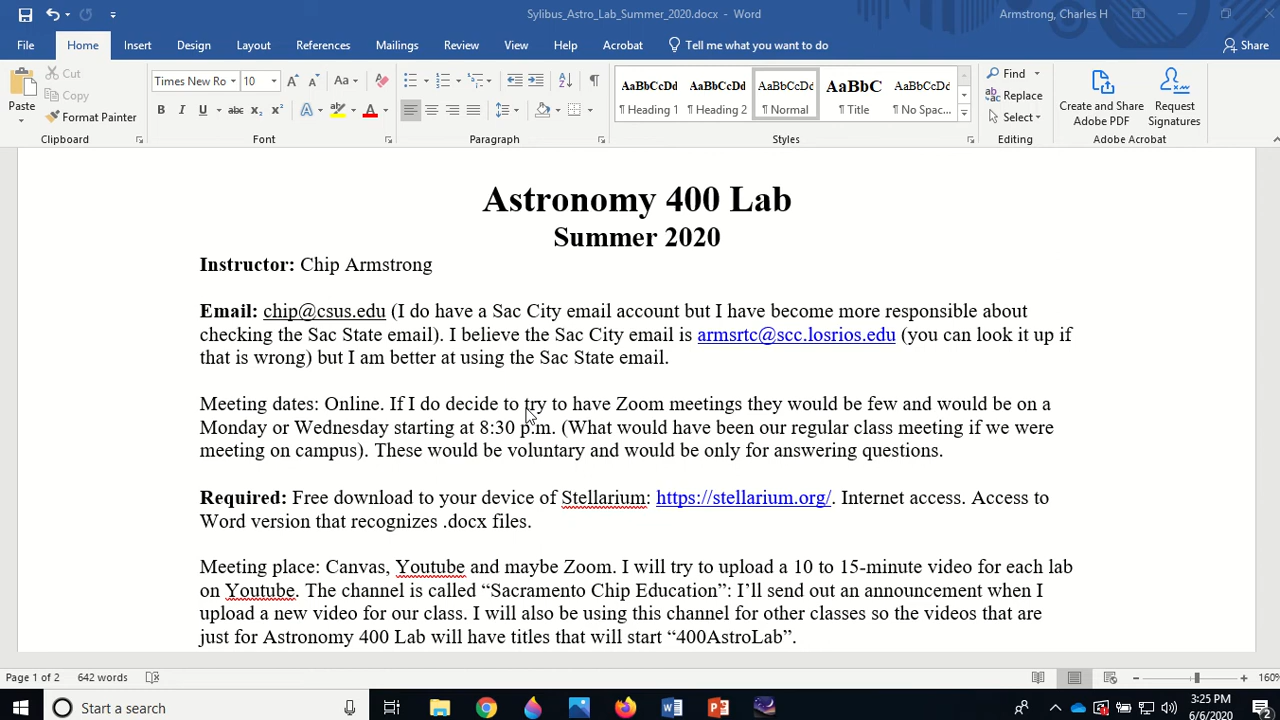 Sylibus_Astro_Lab_Summer_2020.docx - Word
Armstrong, Charles H
File Home Insert Design Layout References Mailings Review View Help Acrobat Tell me what you want to do Share
Paste
Cut
Copy
Format Painter
Clipboard
Times New Ro 10
Font
Paragraph
AaBbCcDd AaBbCcDd AaBbCcDd AaBbC AaBbCcDd
¶ Heading 1 ¶ Heading 2 ¶ Normal ¶ Title ¶ No Spac...
Styles
Find
Replace
Select
Editing
Create and Share Adobe PDF
Request Signatures
Adobe Acrobat
Astronomy 400 Lab
Summer 2020
Instructor: Chip Armstrong
Email: chip@csus.edu (I do have a Sac City email account but I have become more responsible about
checking the Sac State email). I believe the Sac City email is armsrtc@scc.losrios.edu (you can look it up if
that is wrong) but I am better at using the Sac State email.
Meeting dates: Online. If I do decide to try to have Zoom meetings they would be few and would be on a
Monday or Wednesday starting at 8:30 p.m. (What would have been our regular class meeting if we were
meeting on campus). These would be voluntary and would be only for answering questions.
Required: Free download to your device of Stellarium: https://stellarium.org/. Internet access. Access to
Word version that recognizes .docx files.
Meeting place: Canvas, Youtube and maybe Zoom. I will try to upload a 10 to 15-minute video for each lab
on Youtube. The channel is called “Sacramento Chip Education”: I’ll send out an announcement when I
upload a new video for our class. I will also be using this channel for other classes so the videos that are
just for Astronomy 400 Lab will have titles that will start “400AstroLab”.
Page 1 of 2 642 words
160%
Start a search
3:25 PM
6/6/2020
2